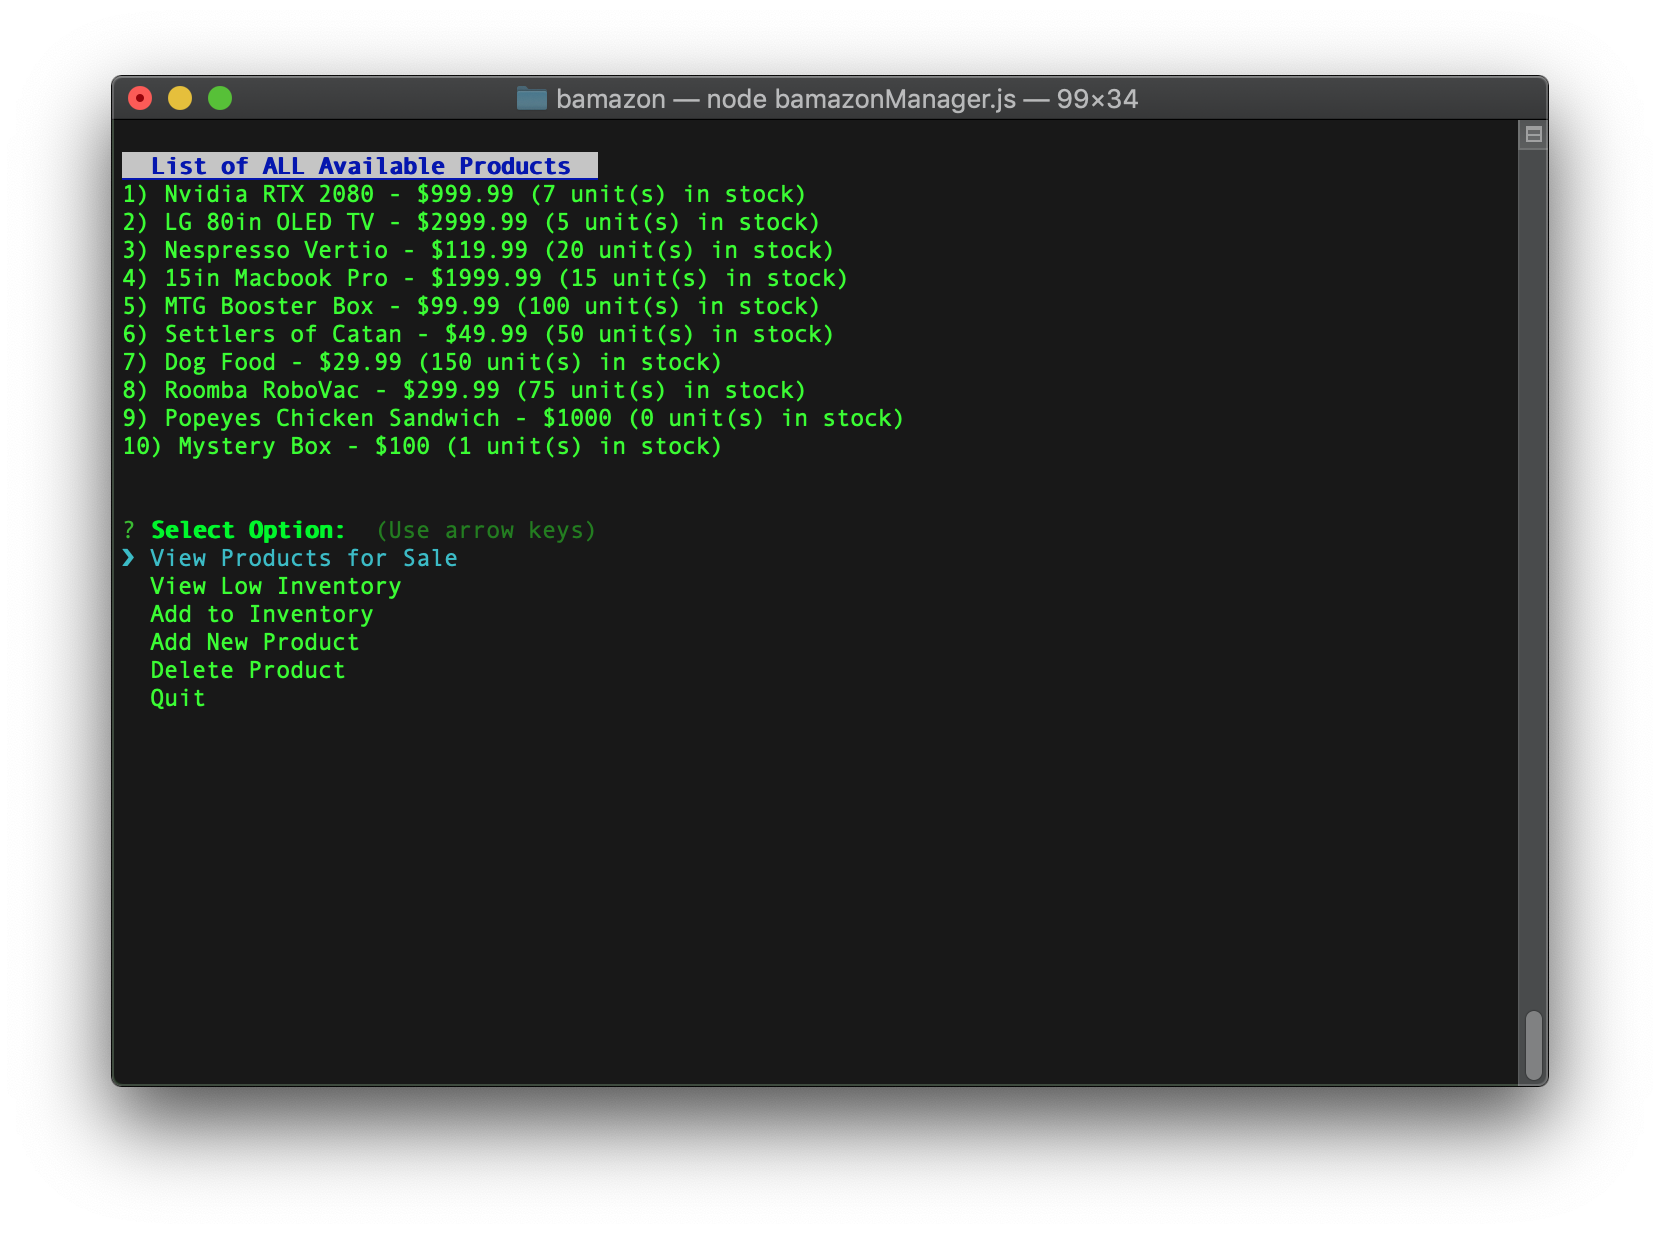 bamazon — node bamazonManager.js — 99×34
List of ALL Available Products
1) Nvidia RTX 2080 - $999.99 (7 unit(s) in stock)
2) LG 80in OLED TV - $2999.99 (5 unit(s) in stock)
3) Nespresso Vertio - $119.99 (20 unit(s) in stock)
4) 15in Macbook Pro - $1999.99 (15 unit(s) in stock)
5) MTG Booster Box - $99.99 (100 unit(s) in stock)
6) Settlers of Catan - $49.99 (50 unit(s) in stock)
7) Dog Food - $29.99 (150 unit(s) in stock)
8) Roomba RoboVac - $299.99 (75 unit(s) in stock)
9) Popeyes Chicken Sandwich - $1000 (0 unit(s) in stock)
10) Mystery Box - $100 (1 unit(s) in stock)
? Select Option: (Use arrow keys)
❯ View Products for Sale
View Low Inventory
Add to Inventory
Add New Product
Delete Product
Quit